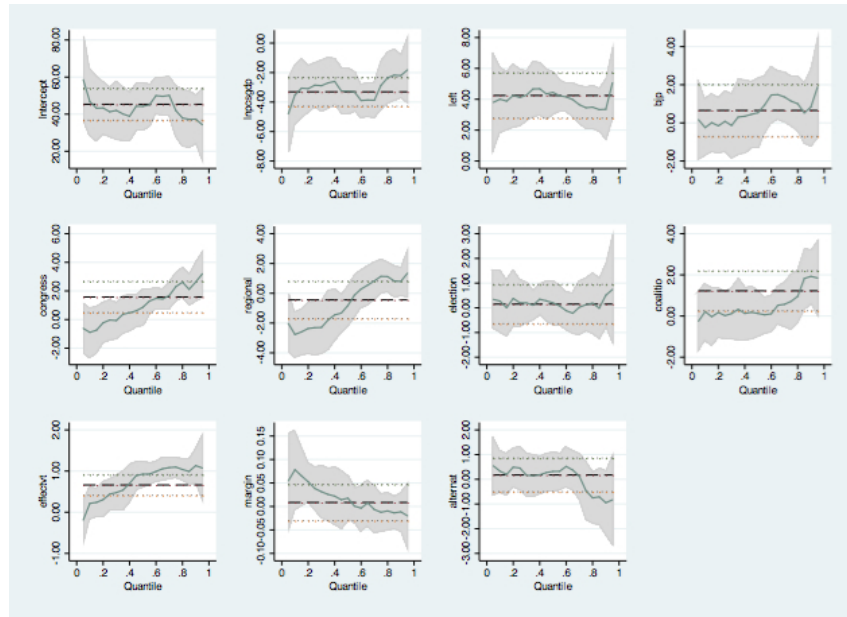 Intercept
20.00 40.00 60.00 80.00
0 .2 .4 .6 .8 1
Quantile
lnpcsgdp
-8.00 -6.00 -4.00 -2.00 0.00
0 .2 .4 .6 .8 1
Quantile
left
0.00 2.00 4.00 6.00 8.00
0 .2 .4 .6 .8 1
Quantile
bjp
-2.00 0.00 2.00 4.00
0 .2 .4 .6 .8 1
Quantile
congress
-2.00 0.00 2.00 4.00 6.00
0 .2 .4 .6 .8 1
Quantile
regional
-4.00 -2.00 0.00 2.00 4.00
0 .2 .4 .6 .8 1
Quantile
election
-2.00 -1.00 0.00 1.00 2.00 3.00
0 .2 .4 .6 .8 1
Quantile
coalitio
-2.00 0.00 2.00 4.00
0 .2 .4 .6 .8 1
Quantile
effectvt
-1.00 0.00 1.00 2.00
0 .2 .4 .6 .8 1
Quantile
margin
-0.10 -0.05 0.00 0.05 0.10 0.15
0 .2 .4 .6 .8 1
Quantile
alternat
-3.00 -2.00 -1.00 0.00 1.00 2.00
0 .2 .4 .6 .8 1
Quantile